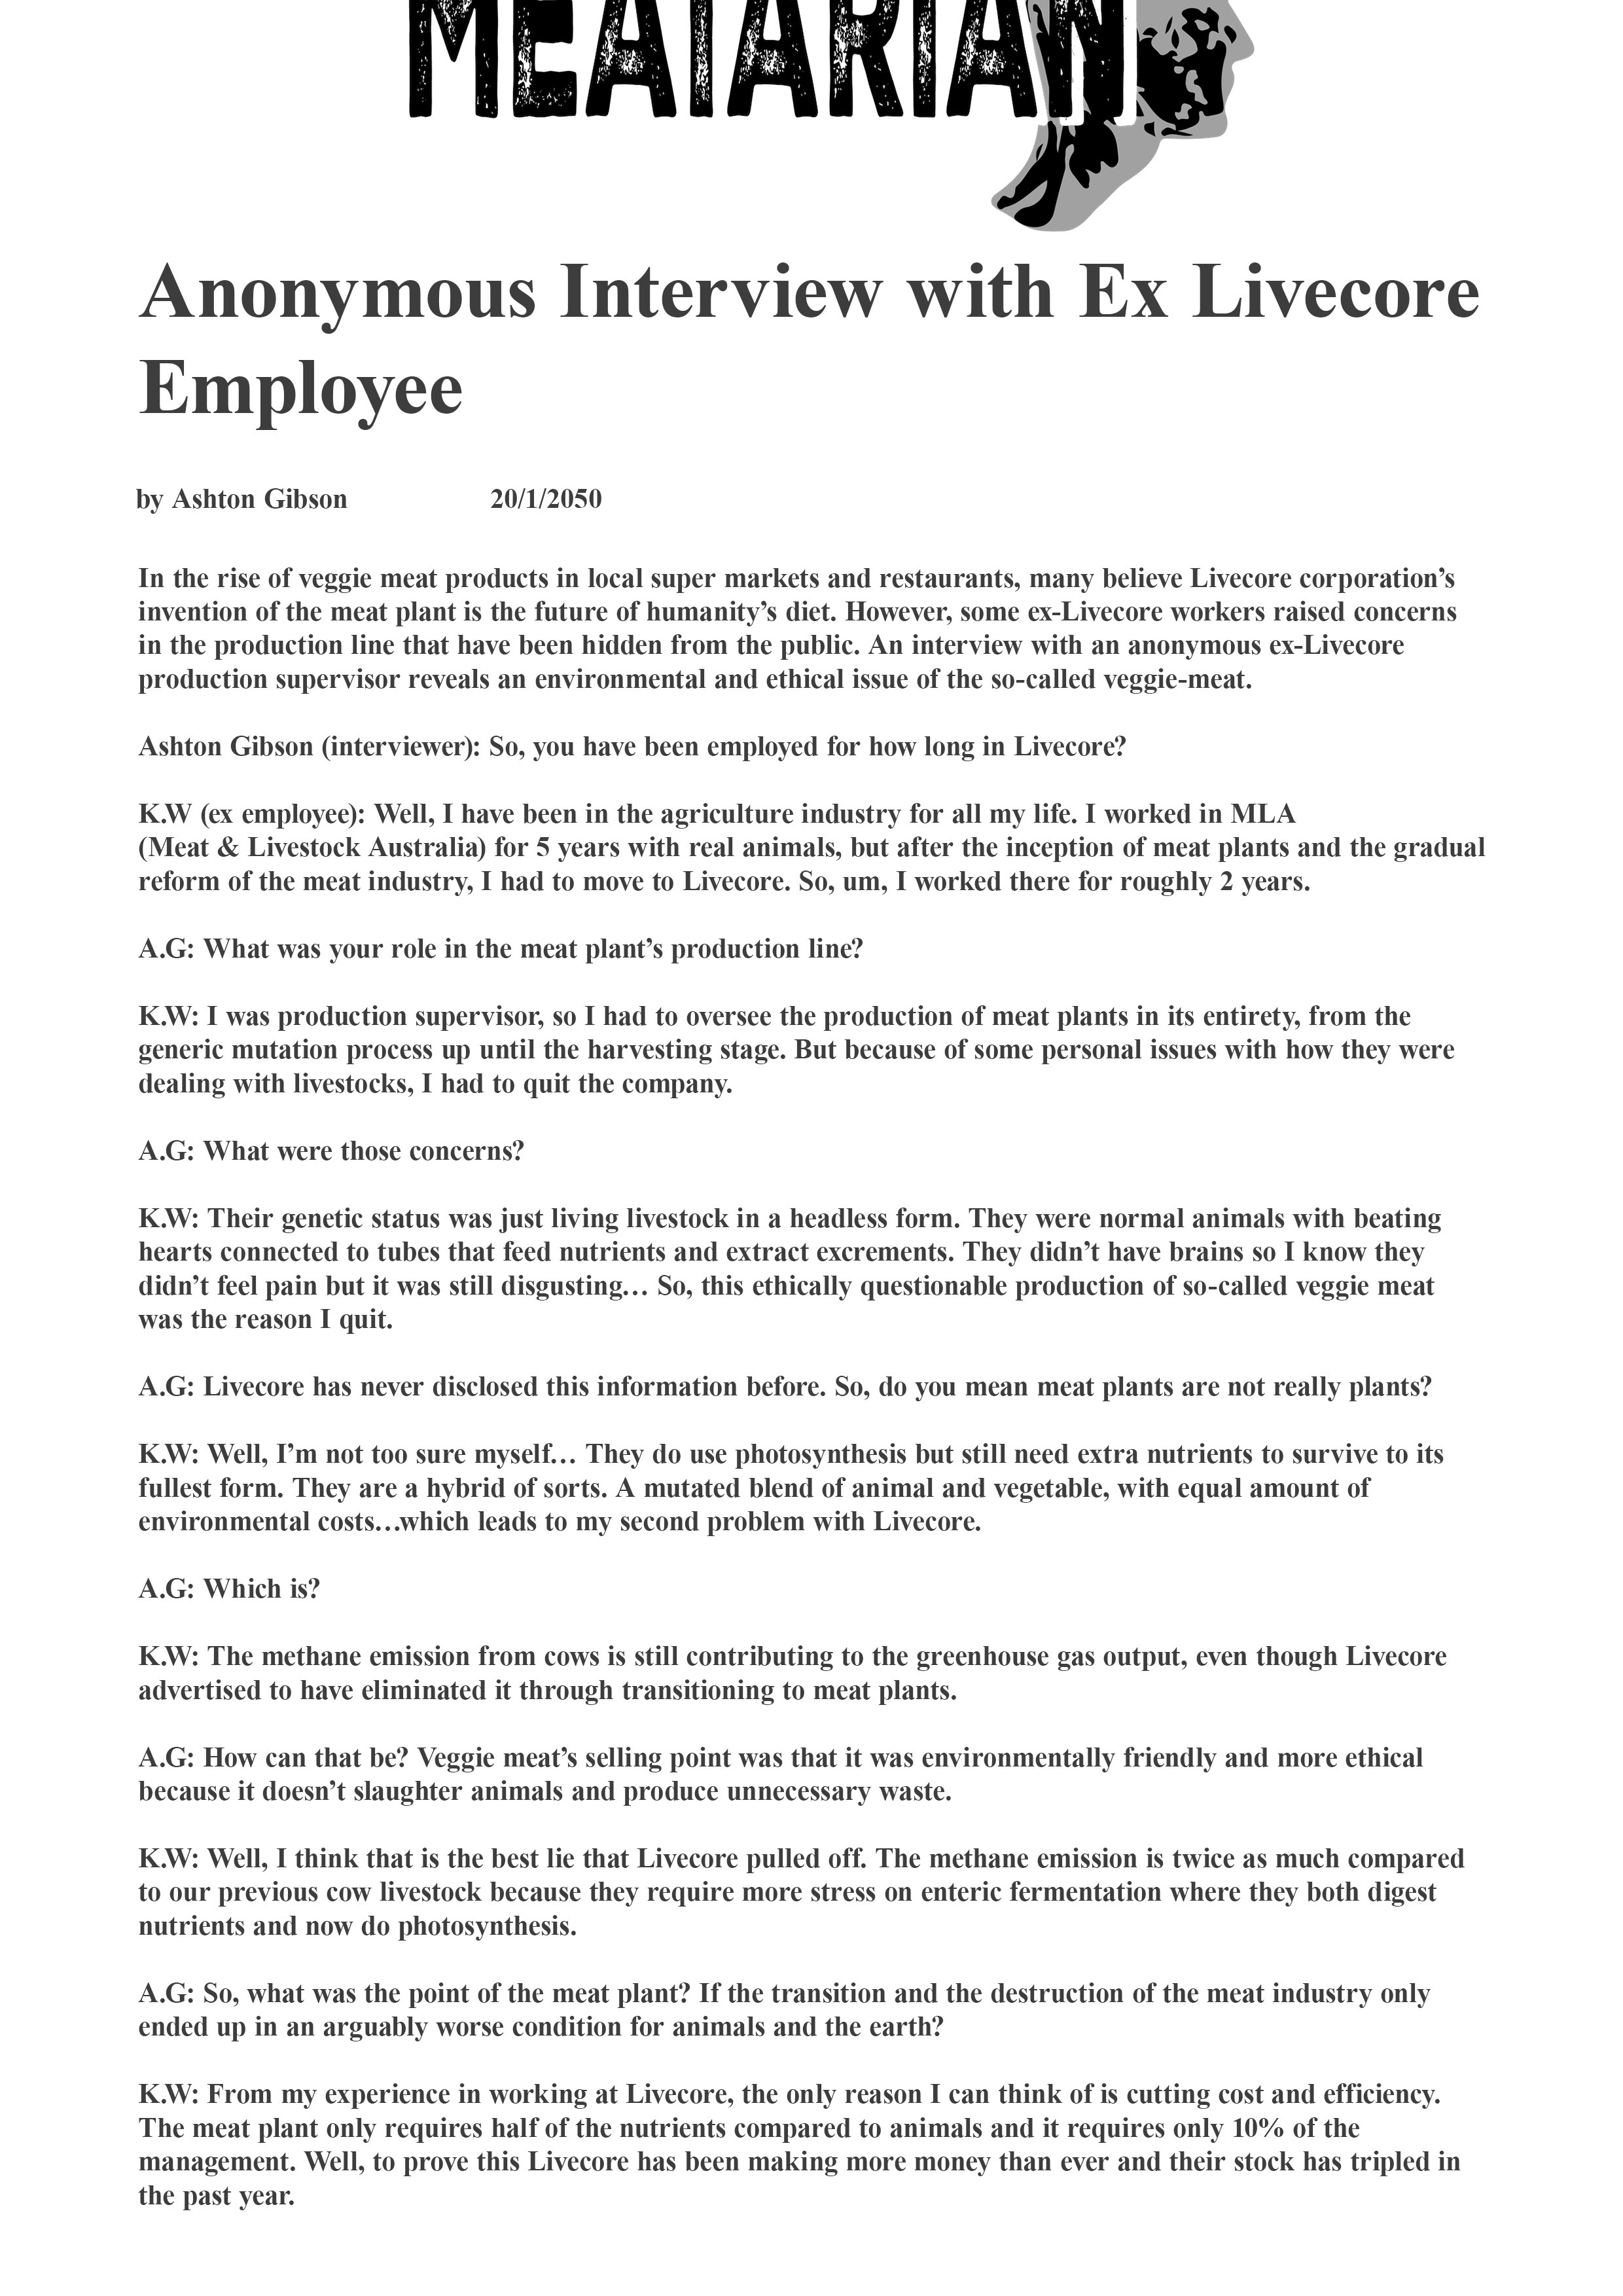 MEATARIAN
Anonymous Interview with Ex Livecore
Employee
by Ashton Gibson 20/1/2050
In the rise of veggie meat products in local super markets and restaurants, many believe Livecore corporation’s
invention of the meat plant is the future of humanity’s diet. However, some ex-Livecore workers raised concerns
in the production line that have been hidden from the public. An interview with an anonymous ex-Livecore
production supervisor reveals an environmental and ethical issue of the so-called veggie-meat.
Ashton Gibson (interviewer): So, you have been employed for how long in Livecore?
K.W (ex employee): Well, I have been in the agriculture industry for all my life. I worked in MLA
(Meat & Livestock Australia) for 5 years with real animals, but after the inception of meat plants and the gradual
reform of the meat industry, I had to move to Livecore. So, um, I worked there for roughly 2 years.
A.G: What was your role in the meat plant’s production line?
K.W: I was production supervisor, so I had to oversee the production of meat plants in its entirety, from the
generic mutation process up until the harvesting stage. But because of some personal issues with how they were
dealing with livestocks, I had to quit the company.
A.G: What were those concerns?
K.W: Their genetic status was just living livestock in a headless form. They were normal animals with beating
hearts connected to tubes that feed nutrients and extract excrements. They didn’t have brains so I know they
didn’t feel pain but it was still disgusting… So, this ethically questionable production of so-called veggie meat
was the reason I quit.
A.G: Livecore has never disclosed this information before. So, do you mean meat plants are not really plants?
K.W: Well, I’m not too sure myself… They do use photosynthesis but still need extra nutrients to survive to its
fullest form. They are a hybrid of sorts. A mutated blend of animal and vegetable, with equal amount of
environmental costs…which leads to my second problem with Livecore.
A.G: Which is?
K.W: The methane emission from cows is still contributing to the greenhouse gas output, even though Livecore
advertised to have eliminated it through transitioning to meat plants.
A.G: How can that be? Veggie meat’s selling point was that it was environmentally friendly and more ethical
because it doesn’t slaughter animals and produce unnecessary waste.
K.W: Well, I think that is the best lie that Livecore pulled off. The methane emission is twice as much compared
to our previous cow livestock because they require more stress on enteric fermentation where they both digest
nutrients and now do photosynthesis.
A.G: So, what was the point of the meat plant? If the transition and the destruction of the meat industry only
ended up in an arguably worse condition for animals and the earth?
K.W: From my experience in working at Livecore, the only reason I can think of is cutting cost and efficiency.
The meat plant only requires half of the nutrients compared to animals and it requires only 10% of the
management. Well, to prove this Livecore has been making more money than ever and their stock has tripled in
the past year.